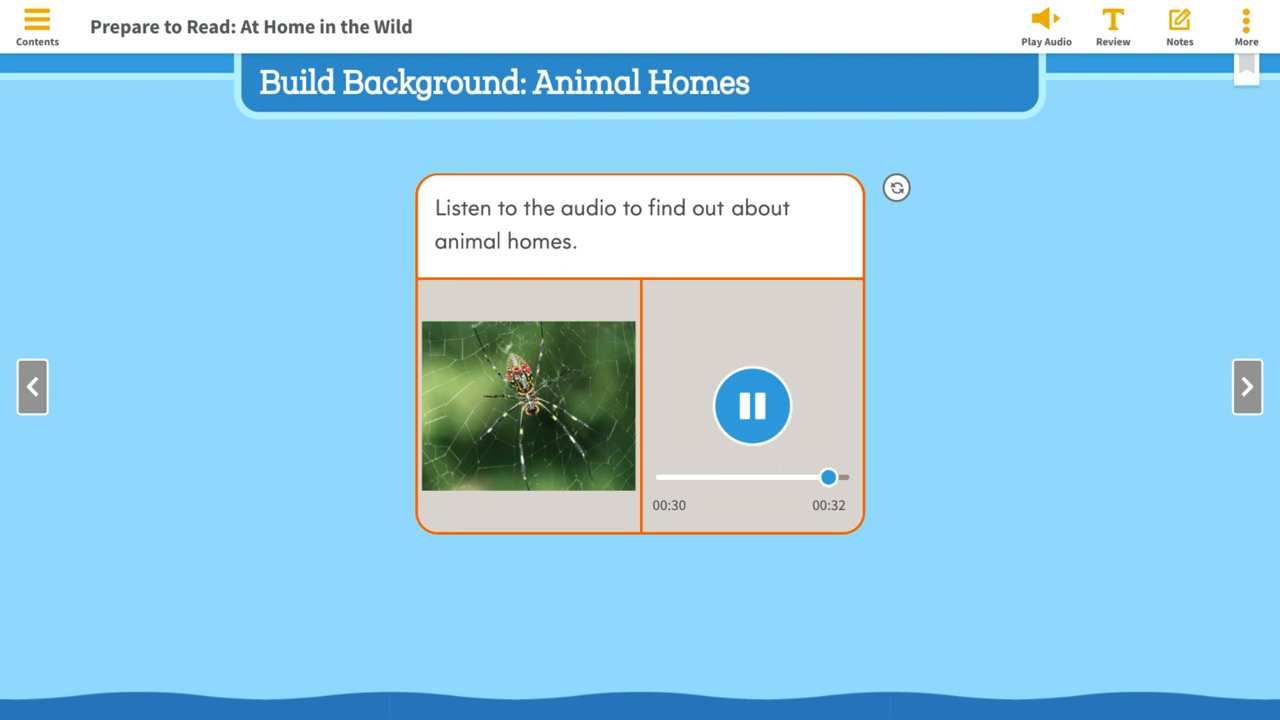 Contents
Prepare to Read: At Home in the Wild
Play Audio
Review
Notes
More
Build Background: Animal Homes
Listen to the audio to find out about
animal homes.
00:30
00:32